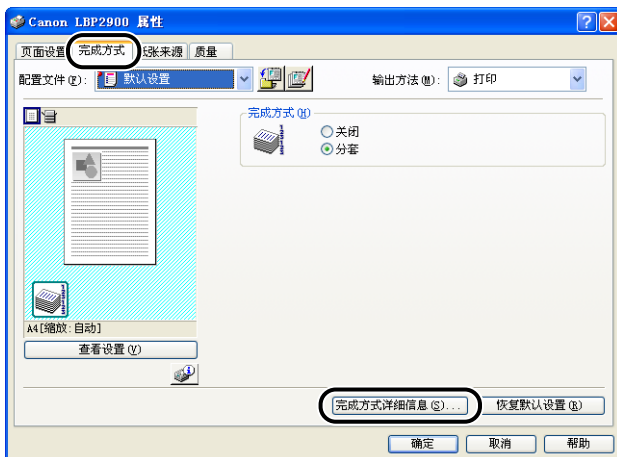 Canon LBP2900 属性
页面设置 完成方式 纸张来源 质量
配置文件(F): 默认设置 输出方法(M): 打印
完成方式(H)
关闭
分套
A4[缩放:自动]
查看设置(V)
完成方式详细信息(S)... 恢复默认设置(R)
确定 取消 帮助